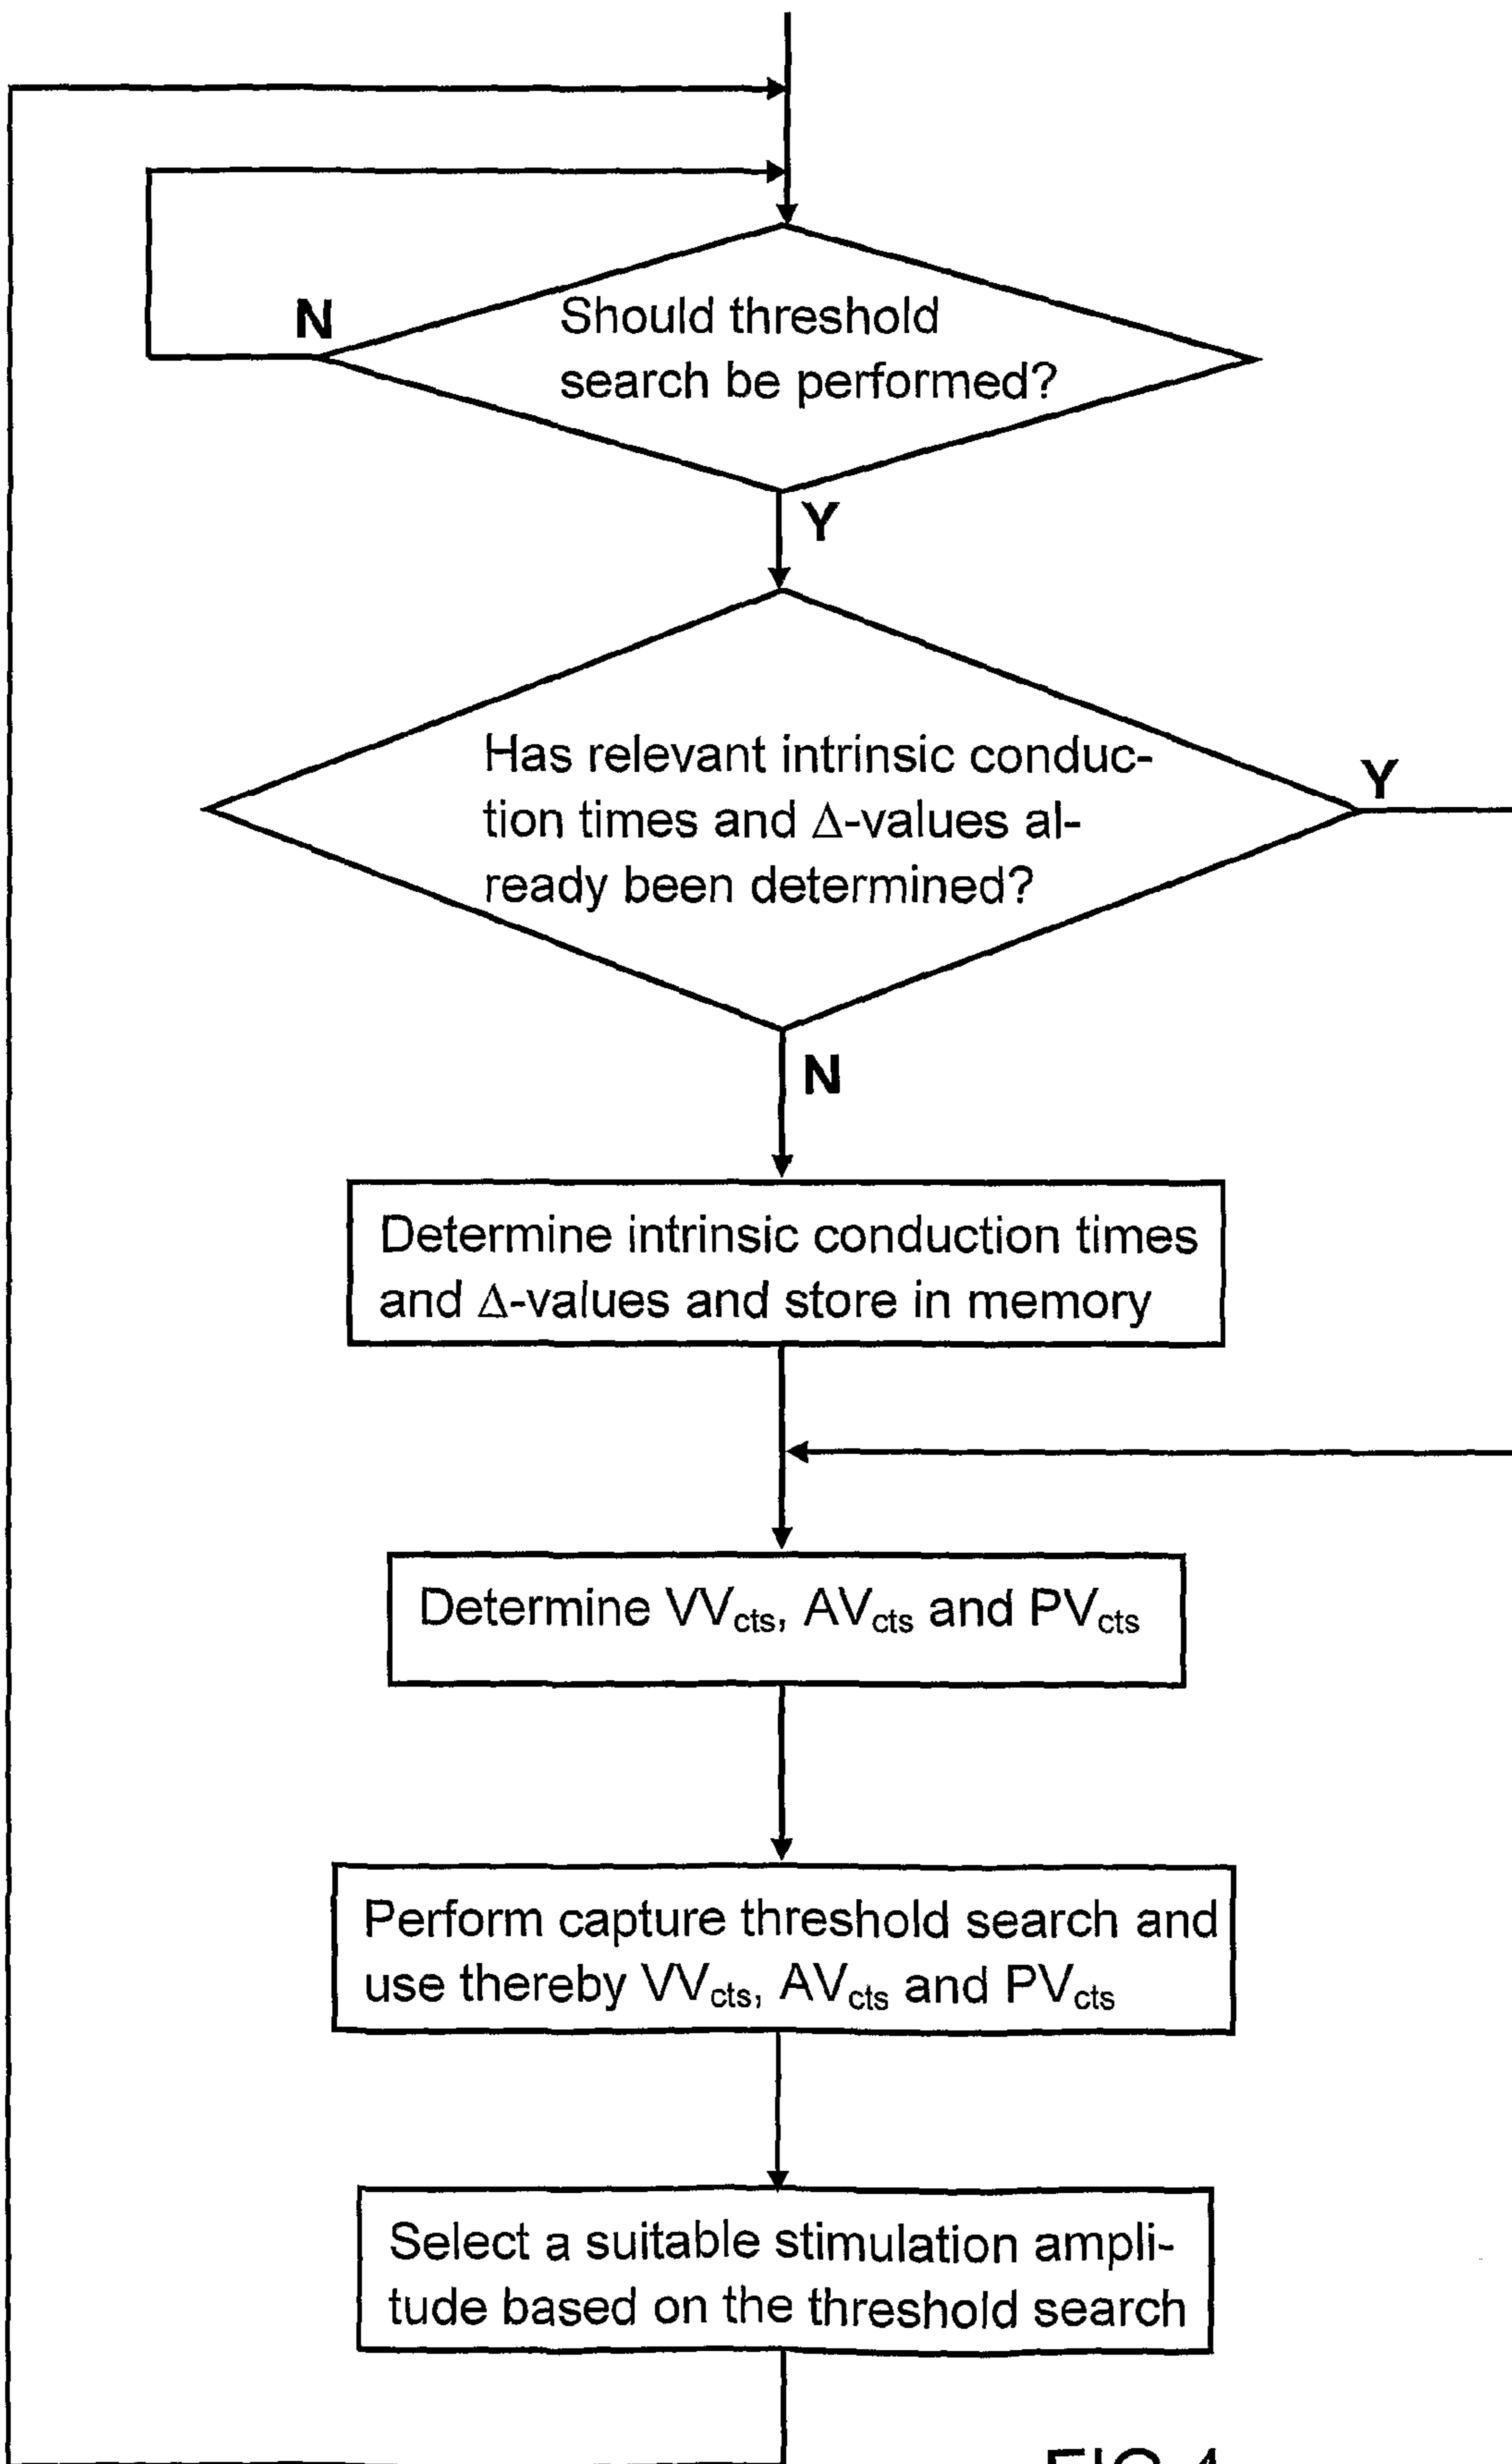 Should threshold
search be performed?
N
Y
Has relevant intrinsic conduc-
tion times and Δ-values al-
ready been determined?
Y
N
Determine intrinsic conduction times
and Δ-values and store in memory
Determine VVcts, AVcts and PVcts
Perform capture threshold search and
use thereby VVcts, AVcts and PVcts
Select a suitable stimulation ampli-
tude based on the threshold search